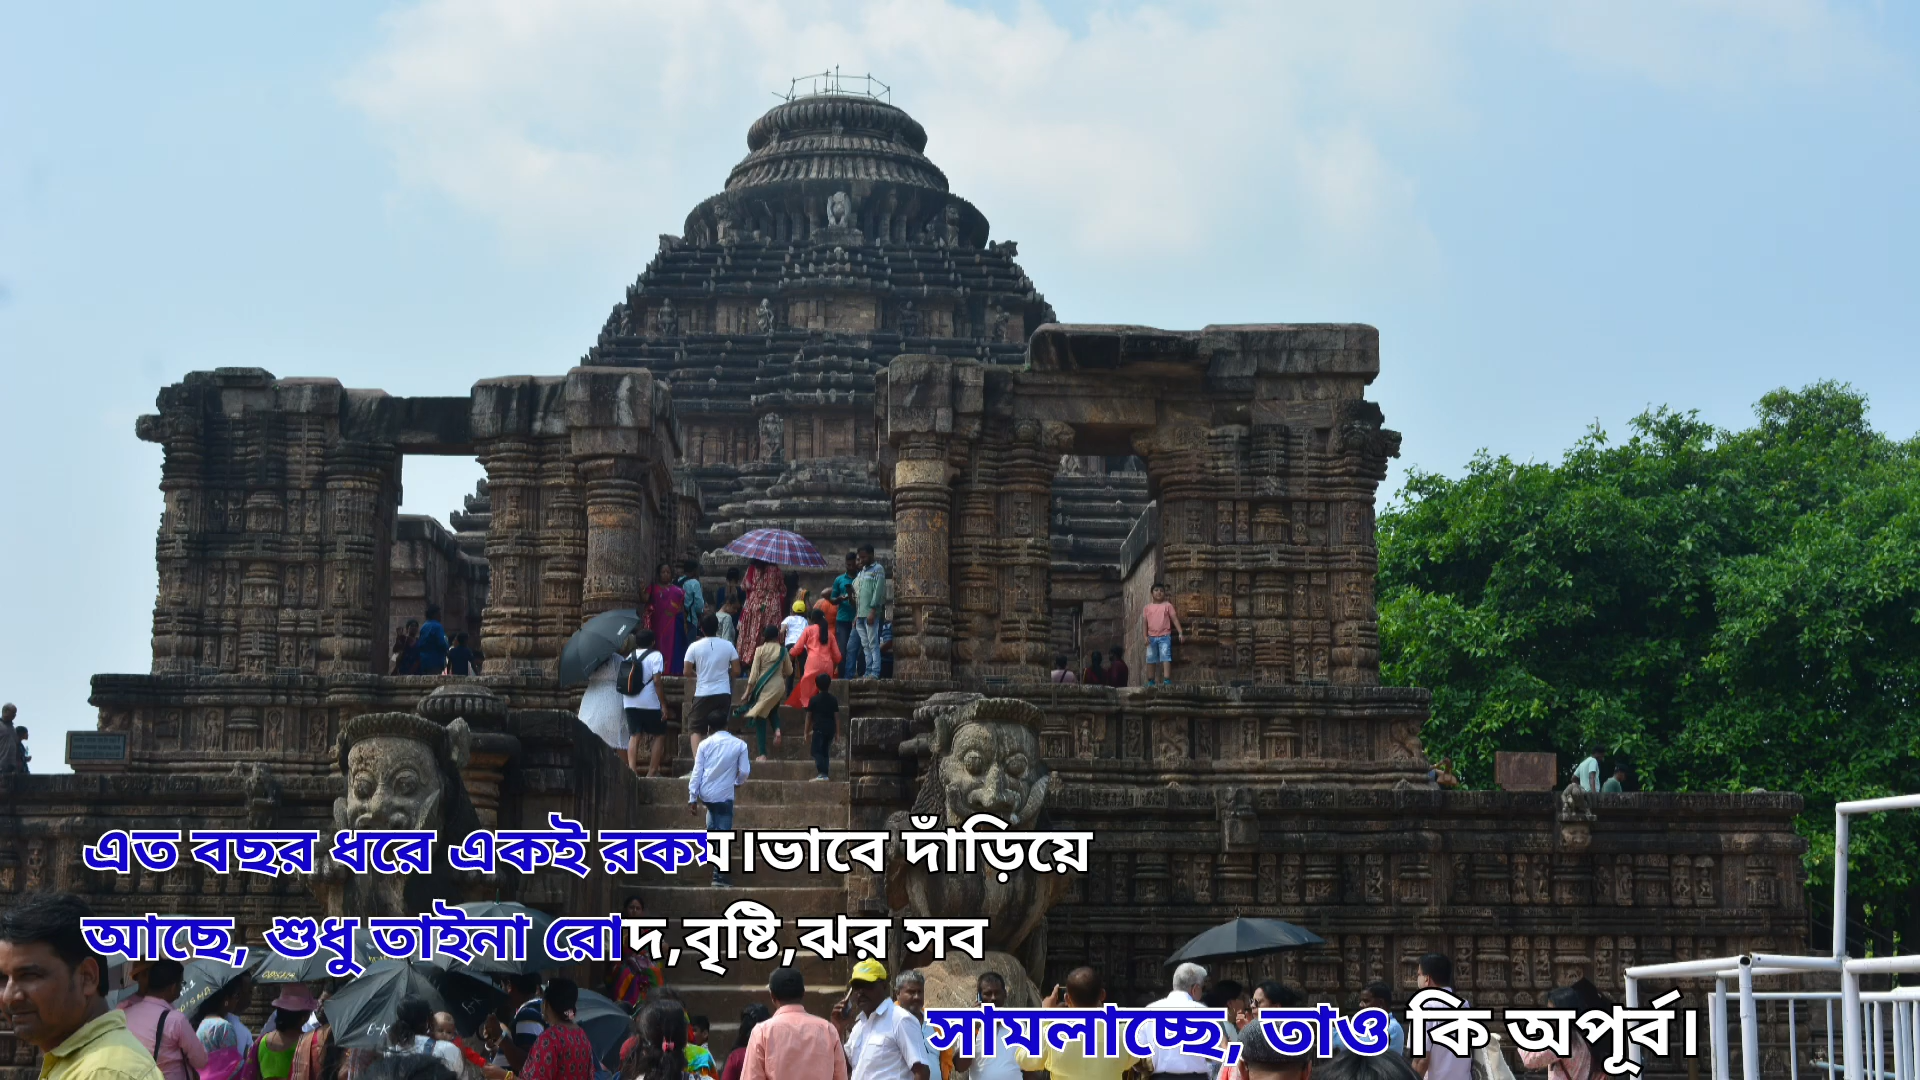 এত বছর ধরে একই রকম।ভাবে দাঁড়িয়ে
আছে, শুধু তাইনা রোদ,বৃষ্টি,ঝর সব
সামলাচ্ছে, তাও কি অপূর্ব।